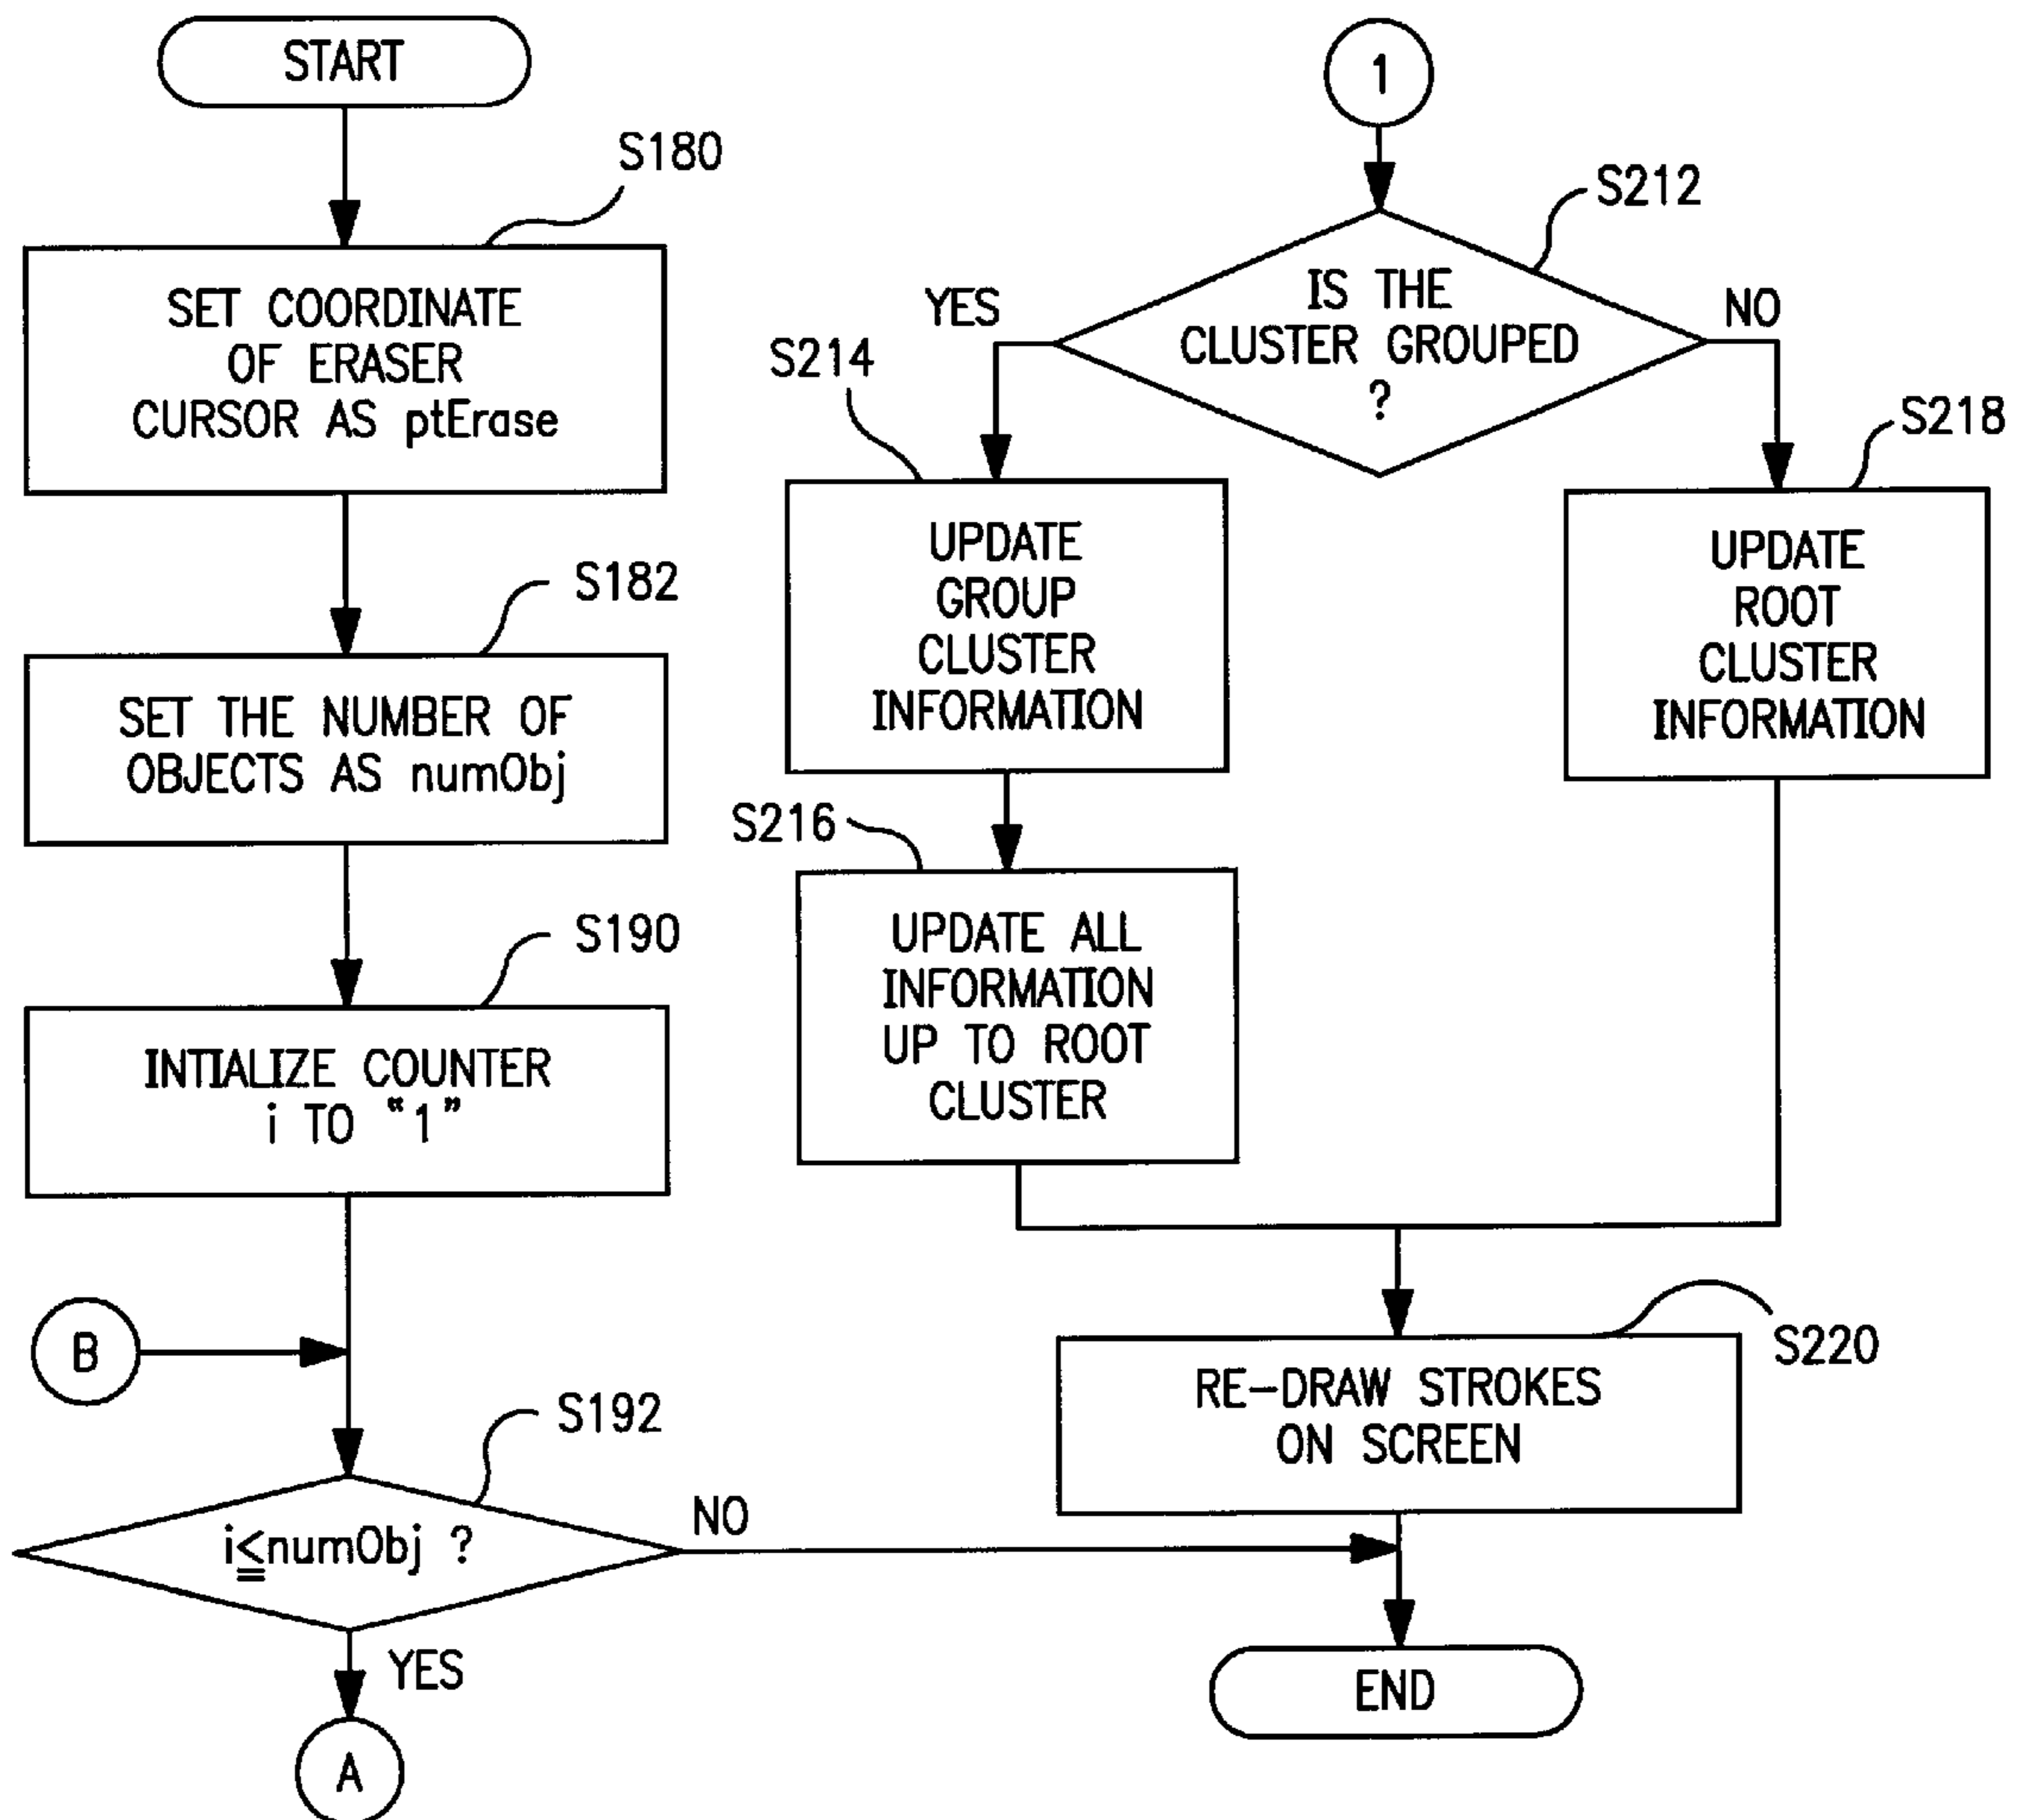 START
S180
SET COORDINATE
OF ERASER
CURSOR AS ptErase
S182
SET THE NUMBER OF
OBJECTS AS numObj
S190
INTIALIZE COUNTER
i TO “1”
B
S192
i≦numObj ?
NO
YES
A
1
S212
IS THE
CLUSTER GROUPED
?
YES
NO
S214
UPDATE
GROUP
CLUSTER
INFORMATION
S218
UPDATE
ROOT
CLUSTER
INFORMATION
S216
UPDATE ALL
INFORMATION
UP TO ROOT
CLUSTER
S220
RE-DRAW STROKES
ON SCREEN
END